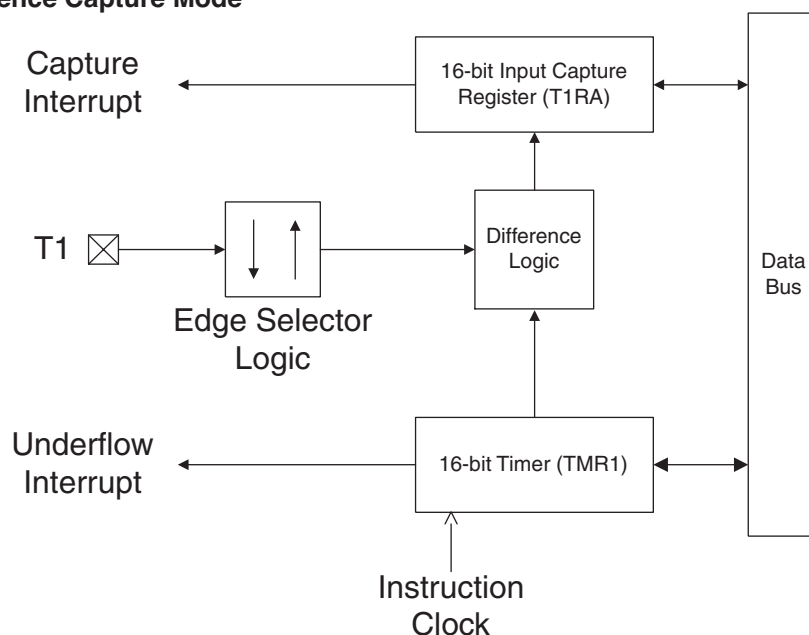 Capture Mode
Capture
Interrupt
16-bit Input Capture
Register (T1RA)
T1
Difference
Logic
Data
Bus
Edge Selector
Logic
Underflow
Interrupt
16-bit Timer (TMR1)
Instruction
Clock